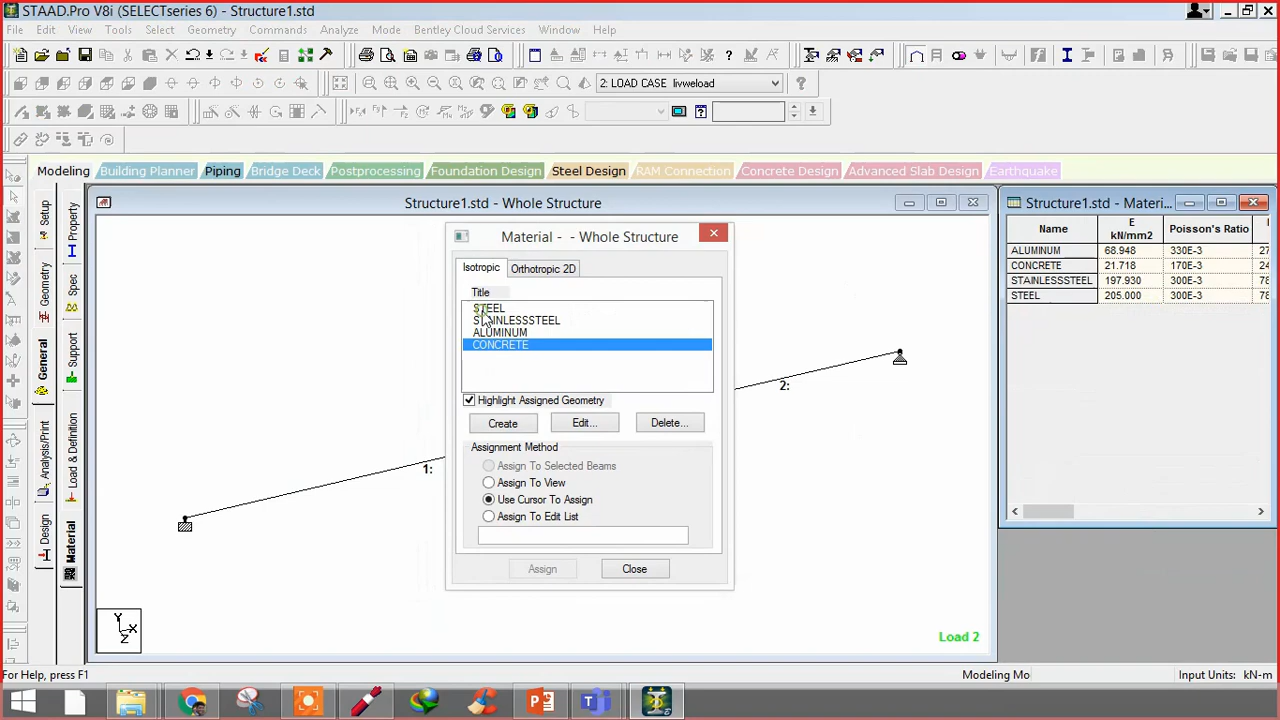 STAAD.Pro V8i (SELECTseries 6) - Structure1.std
File Edit View Tools Select Geometry Commands Analyze Mode Bentley Cloud Services Window Help
2: LOAD CASE livweload
Modeling Building Planner Piping Bridge Deck Postprocessing Foundation Design Steel Design RAM Connection Concrete Design Advanced Slab Design Earthquake
Setup
Geometry
General
Analysis/Print
Design
Property
Spec
Support
Load & Definition
Material
Structure1.std - Whole Structure
Material - - Whole Structure
Isotropic Orthotropic 2D
Title
STEEL
STAINLESSSTEEL
ALUMINUM
CONCRETE
Highlight Assigned Geometry
Create Edit... Delete...
Assignment Method
Assign To Selected Beams
Assign To View
Use Cursor To Assign
Assign To Edit List
Assign Close
1:
2:
Y
X
Z
Load 2
Structure1.std - Materi...
Name E kN/mm2 Poisson's Ratio
ALUMINUM 68.948 330E-3 27
CONCRETE 21.718 170E-3 24
STAINLESSSTEEL 197.930 300E-3 78
STEEL 205.000 300E-3 78
For Help, press F1 Modeling Mo Input Units: kN-m